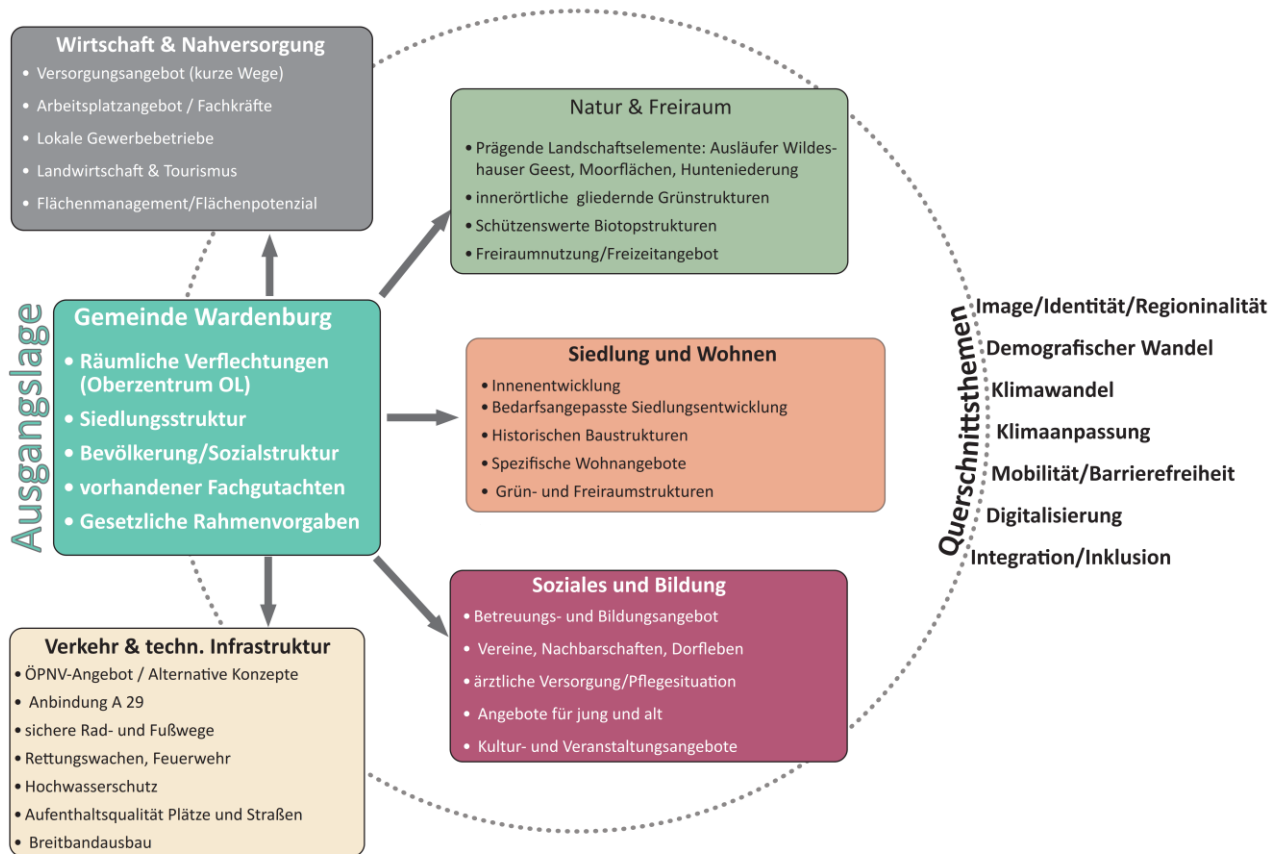 Wirtschaft & Nahversorgung
• Versorgungsangebot (kurze Wege)
• Arbeitsplatzangebot / Fachkräfte
• Lokale Gewerbebetriebe
• Landwirtschaft & Tourismus
• Flächenmanagement/Flächenpotenzial
Natur & Freiraum
• Prägende Landschaftselemente: Ausläufer Wildes-
hauser Geest, Moorflächen, Hunteniederung
• innerörtliche gliedernde Grünstrukturen
• Schützenswerte Biotopstrukturen
• Freiraumnutzung/Freizeitangebot
Ausgangslage
Gemeinde Wardenburg
• Räumliche Verflechtungen
(Oberzentrum OL)
• Siedlungsstruktur
• Bevölkerung/Sozialstruktur
• vorhandener Fachgutachten
• Gesetzliche Rahmenvorgaben
Siedlung und Wohnen
• Innenentwicklung
• Bedarfsangepasste Siedlungsentwicklung
• Historischen Baustrukturen
• Spezifische Wohnangebote
• Grün- und Freiraumstrukturen
Soziales und Bildung
• Betreuungs- und Bildungsangebot
• Vereine, Nachbarschaften, Dorfleben
• ärztliche Versorgung/Pflegesituation
• Angebote für jung und alt
• Kultur- und Veranstaltungsangebote
Verkehr & techn. Infrastruktur
• ÖPNV-Angebot / Alternative Konzepte
• Anbindung A 29
• sichere Rad- und Fußwege
• Rettungswachen, Feuerwehr
• Hochwasserschutz
• Aufenthaltsqualität Plätze und Straßen
• Breitbandausbau
Querschnittsthemen
Image/Identität/Regioninalität
Demografischer Wandel
Klimawandel
Klimaanpassung
Mobilität/Barrierefreiheit
Digitalisierung
Integration/Inklusion